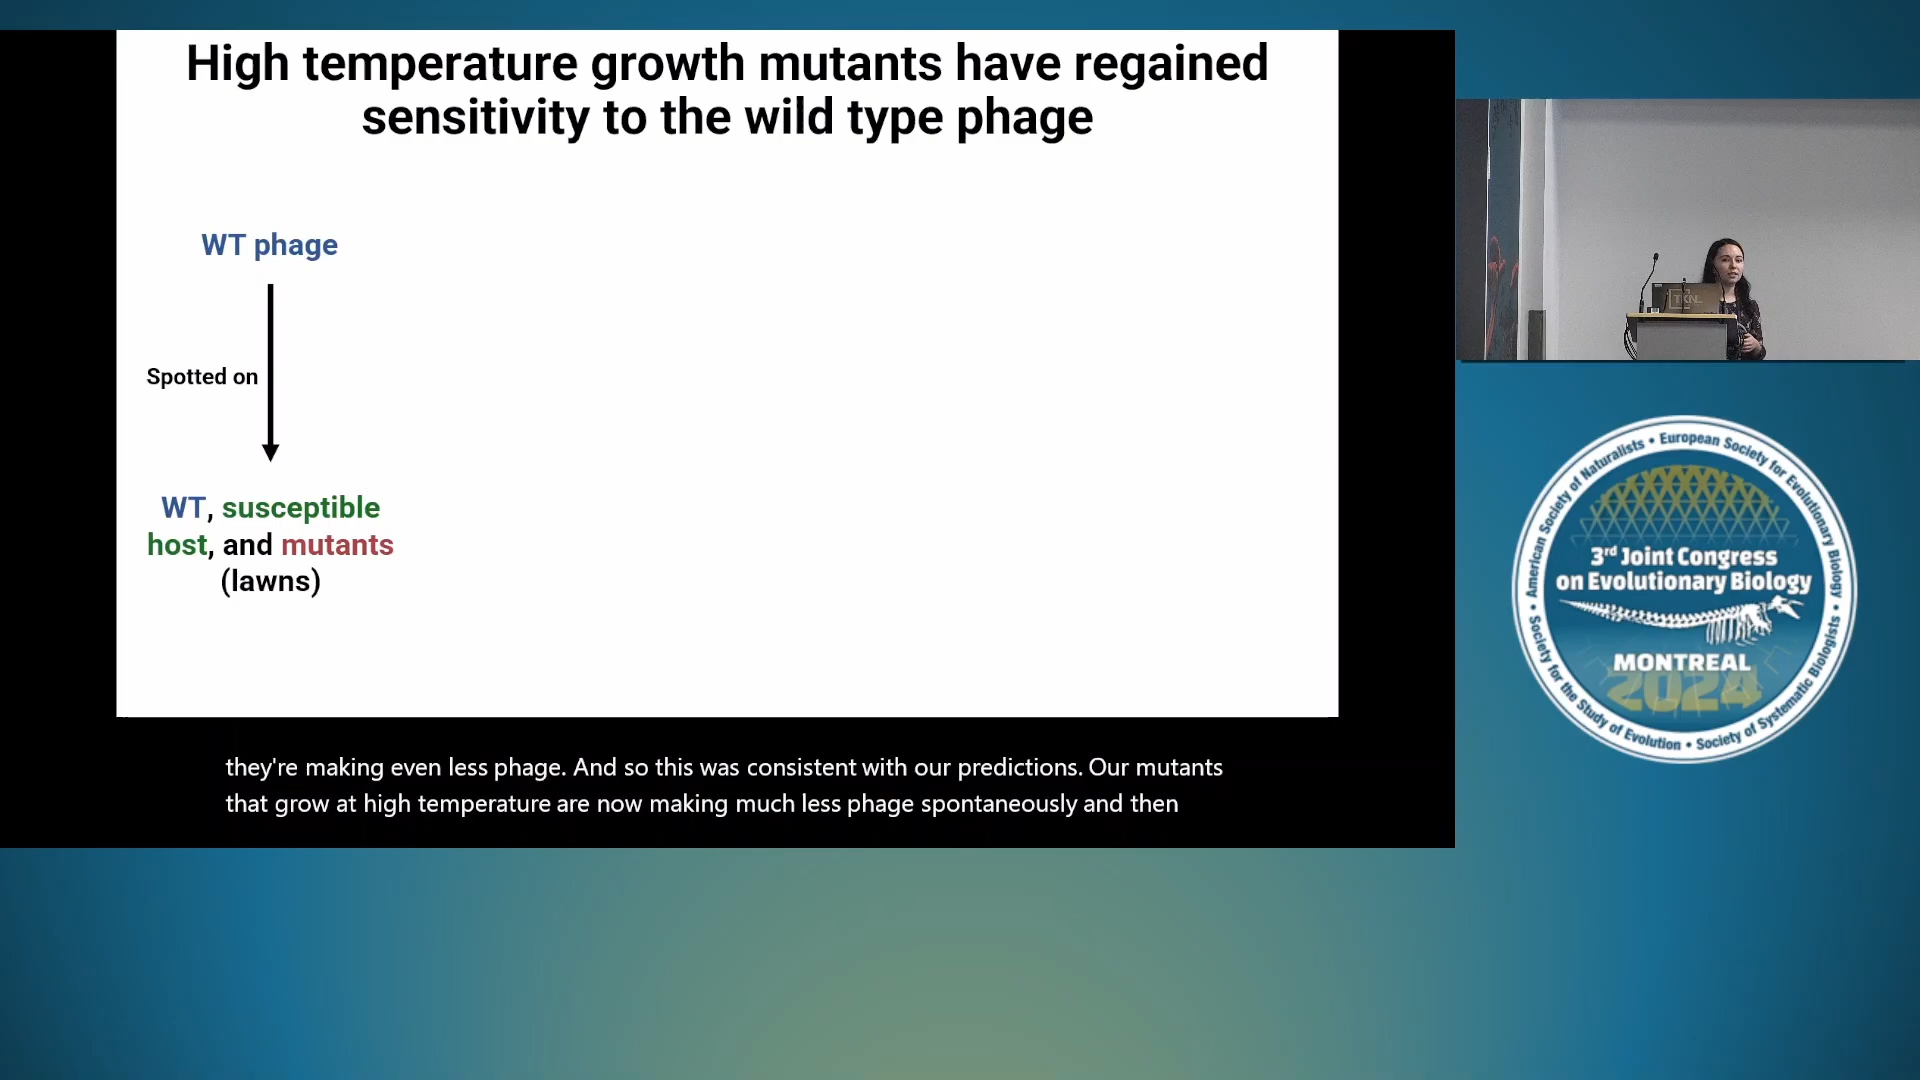 High temperature growth mutants have regained
sensitivity to the wild type phage
WT phage
Spotted on
WT, susceptible
host, and mutants
(lawns)
they're making even less phage. And so this was consistent with our predictions. Our mutants
that grow at high temperature are now making much less phage spontaneously and then
TKNL
American Society of Naturalists • European Society for Evolutionary Biology •
Society for the Study of Evolution • Society of Systematic Biologists •
3rd Joint Congress
on Evolutionary Biology
MONTREAL
2024